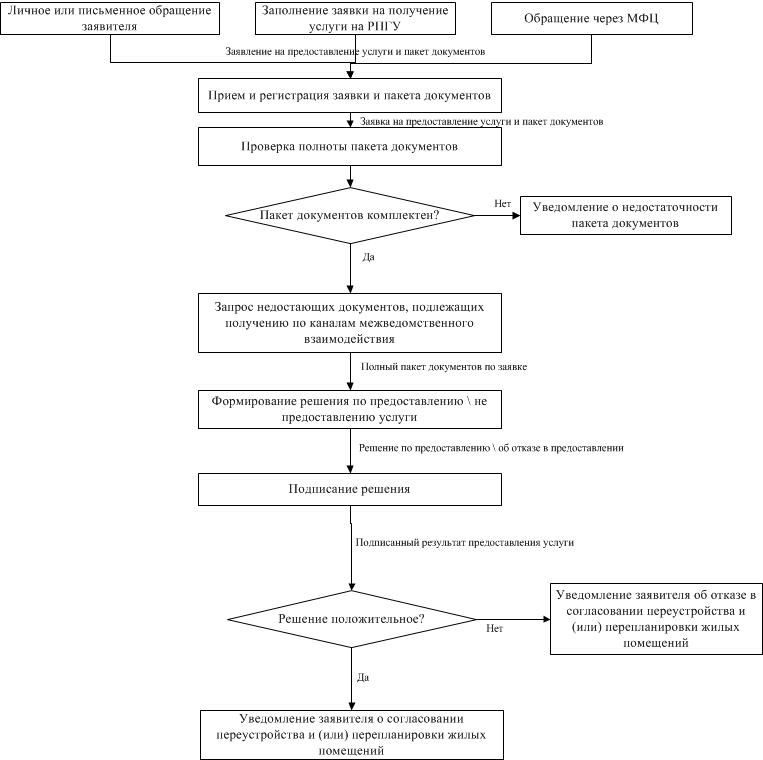 Личное или письменное обращение
заявителя
Заполнение заявки на получение
услуги на РПГУ
Обращение через МФЦ
Заявление на предоставление услуги и пакет документов
Прием и регистрация заявки и пакета документов
Заявка на предоставление услуги и пакет документов
Проверка полноты пакета документов
Пакет документов комплектен?
Нет
Уведомление о недостаточности
пакета документов
Да
Запрос недостающих документов, подлежащих
получению по каналам межведомственного
взаимодействия
Полный пакет документов по заявке
Формирование решения по предоставлению \ не
предоставлению услуги
Решение по предоставлению \ об отказе в предоставлении
Подписание решения
Подписанный результат предоставления услуги
Решение положительное?
Нет
Уведомление заявителя об отказе в
согласовании переустройства и
(или) перепланировки жилых
помещений
Да
Уведомление заявителя о согласовании
переустройства и (или) перепланировки жилых
помещений